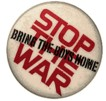 STOP
THE
WAR
BRING THE BOYS HOME